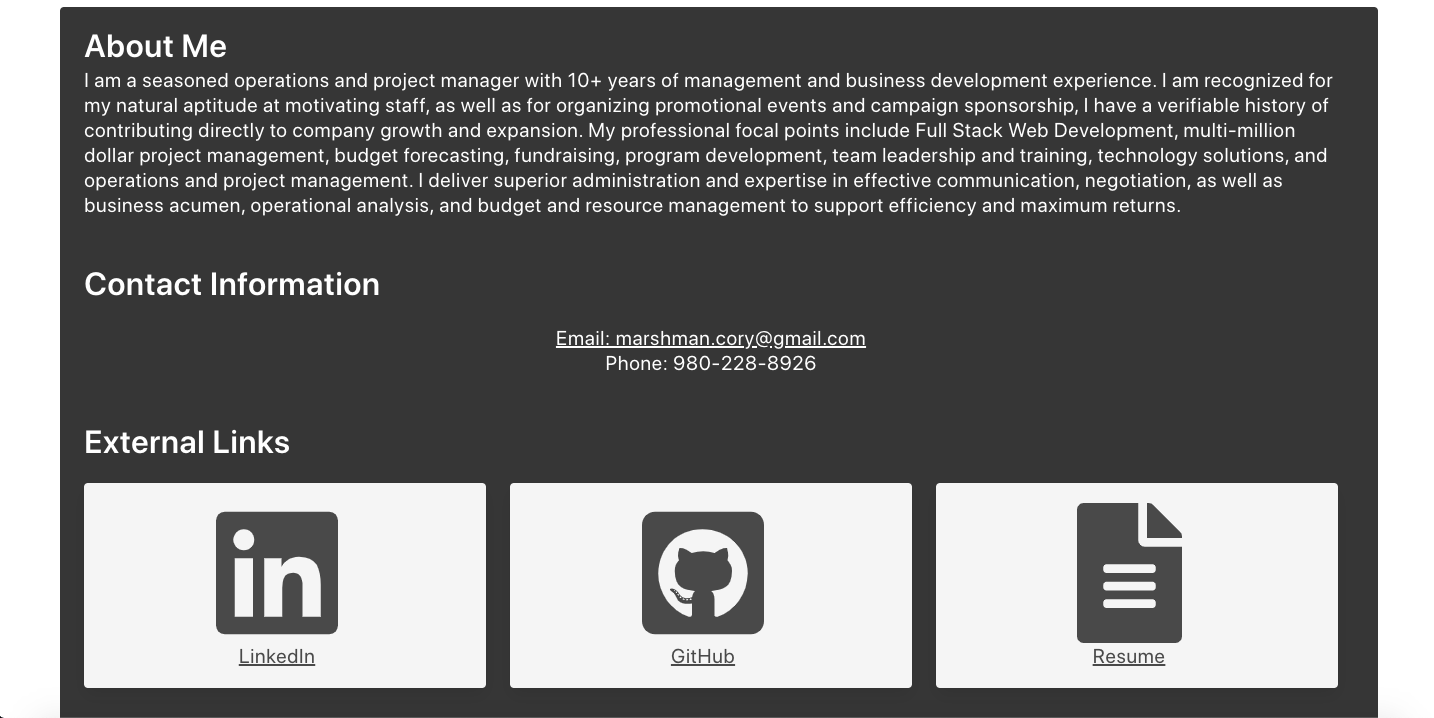 About Me
I am a seasoned operations and project manager with 10+ years of management and business development experience. I am recognized for
my natural aptitude at motivating staff, as well as for organizing promotional events and campaign sponsorship, I have a verifiable history of
contributing directly to company growth and expansion. My professional focal points include Full Stack Web Development, multi-million
dollar project management, budget forecasting, fundraising, program development, team leadership and training, technology solutions, and
operations and project management. I deliver superior administration and expertise in effective communication, negotiation, as well as
business acumen, operational analysis, and budget and resource management to support efficiency and maximum returns.
Contact Information
Email: marshman.cory@gmail.com
Phone: 980-228-8926
External Links
in
LinkedIn
GitHub
Resume